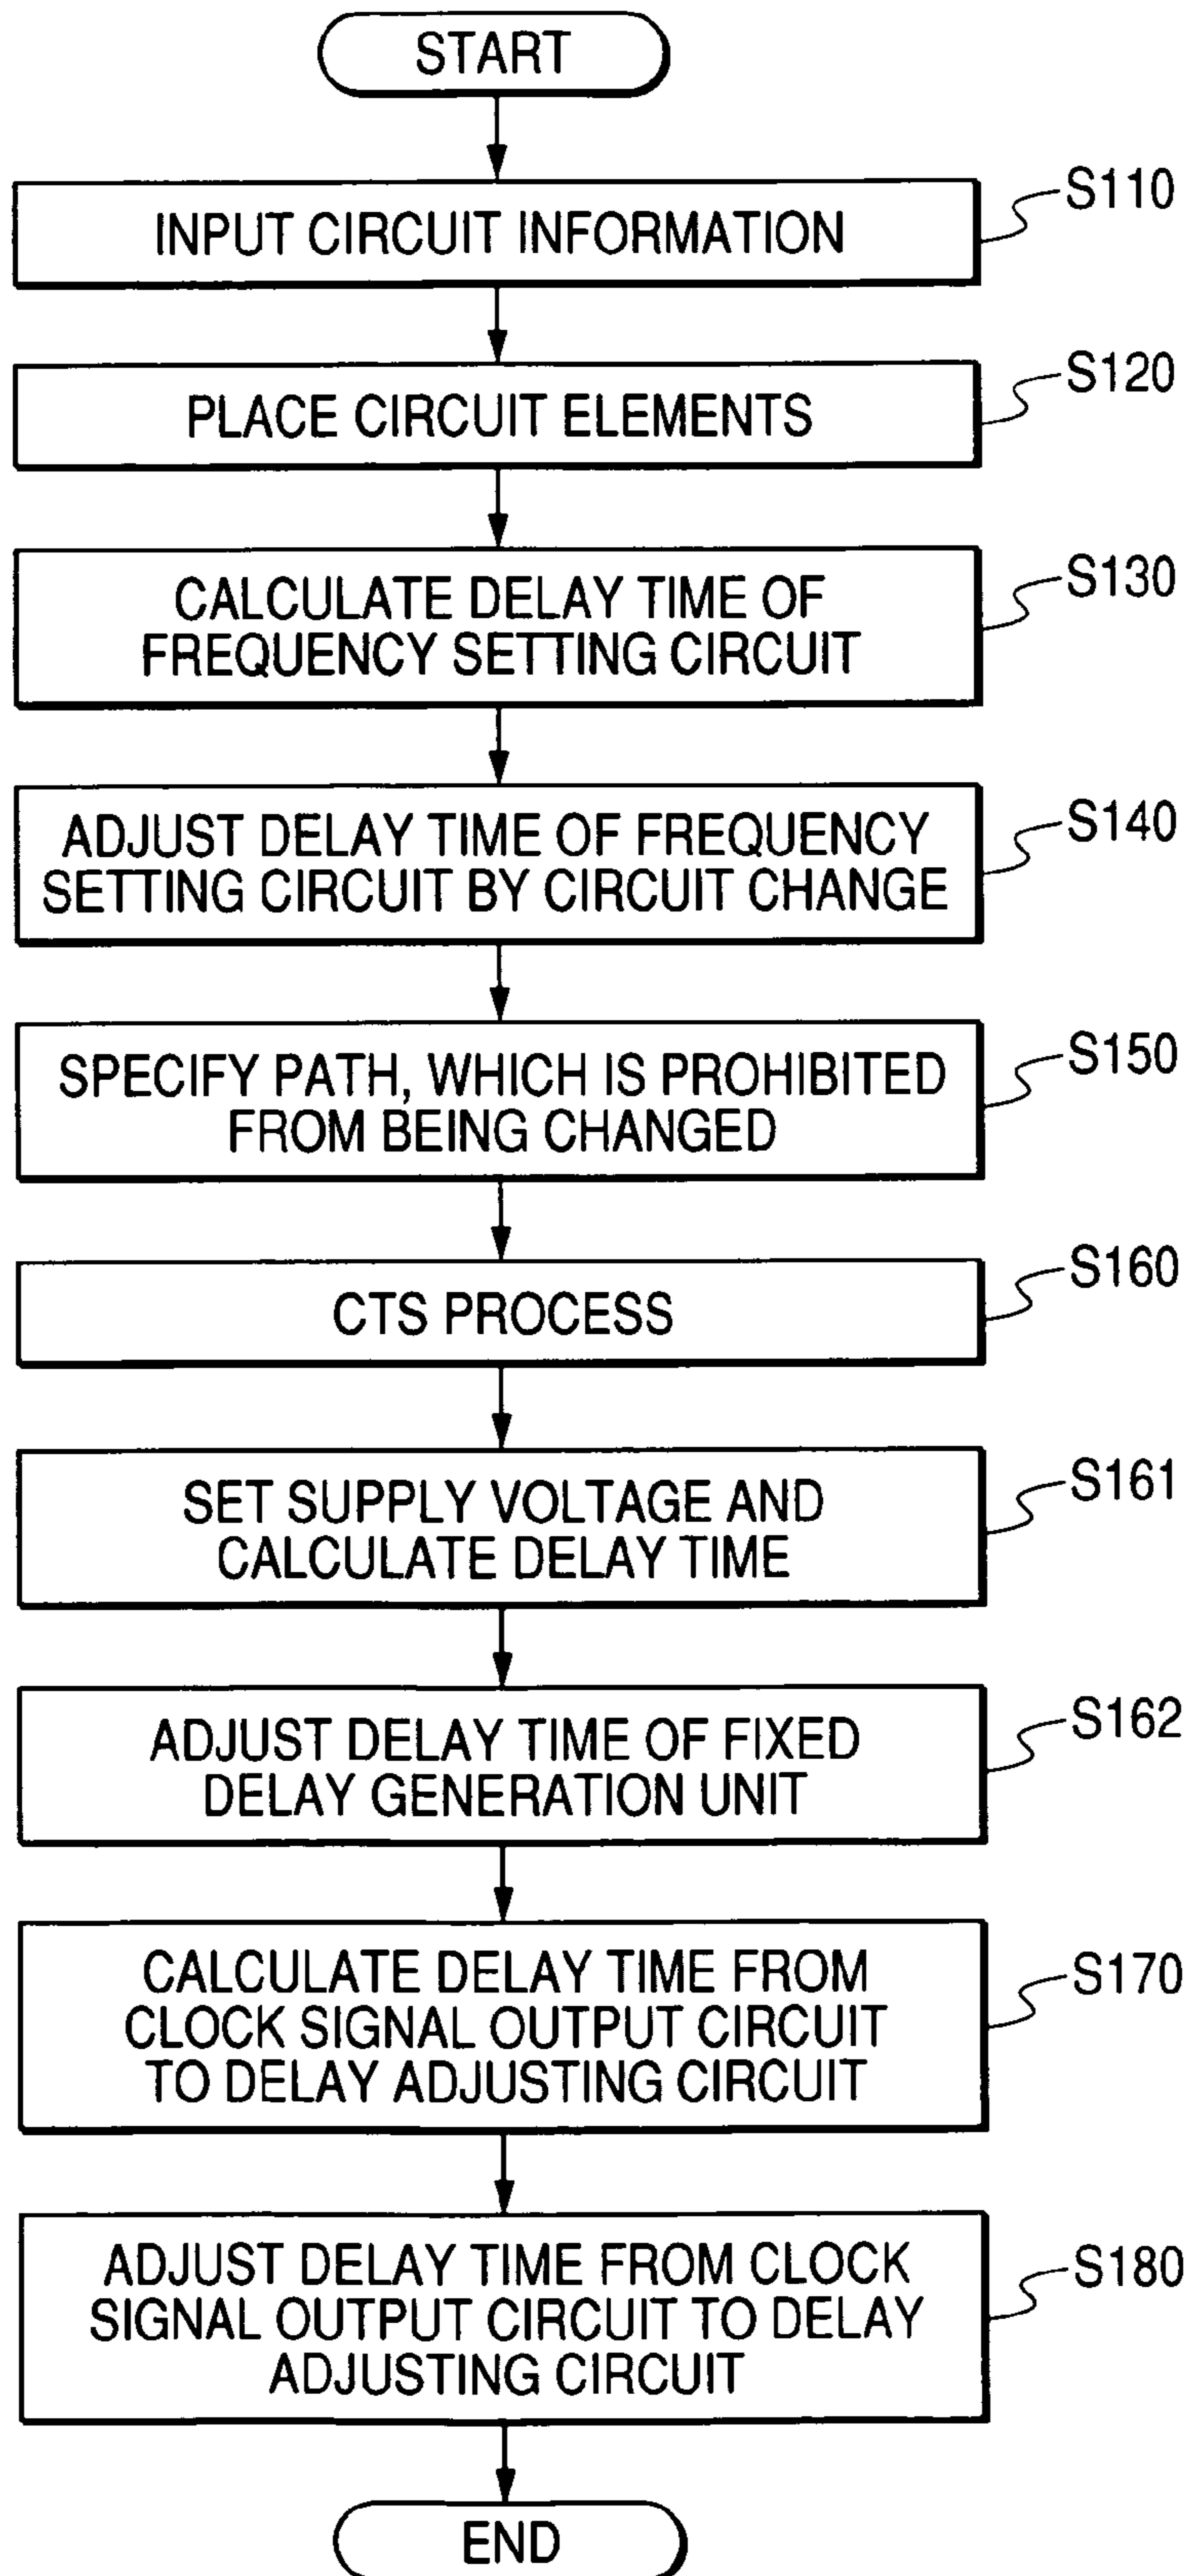 START
INPUT CIRCUIT INFORMATION
S110
PLACE CIRCUIT ELEMENTS
S120
CALCULATE DELAY TIME OF
FREQUENCY SETTING CIRCUIT
S130
ADJUST DELAY TIME OF FREQUENCY
SETTING CIRCUIT BY CIRCUIT CHANGE
S140
SPECIFY PATH, WHICH IS PROHIBITED
FROM BEING CHANGED
S150
CTS PROCESS
S160
SET SUPPLY VOLTAGE AND
CALCULATE DELAY TIME
S161
ADJUST DELAY TIME OF FIXED
DELAY GENERATION UNIT
S162
CALCULATE DELAY TIME FROM
CLOCK SIGNAL OUTPUT CIRCUIT
TO DELAY ADJUSTING CIRCUIT
S170
ADJUST DELAY TIME FROM CLOCK
SIGNAL OUTPUT CIRCUIT TO DELAY
ADJUSTING CIRCUIT
S180
END